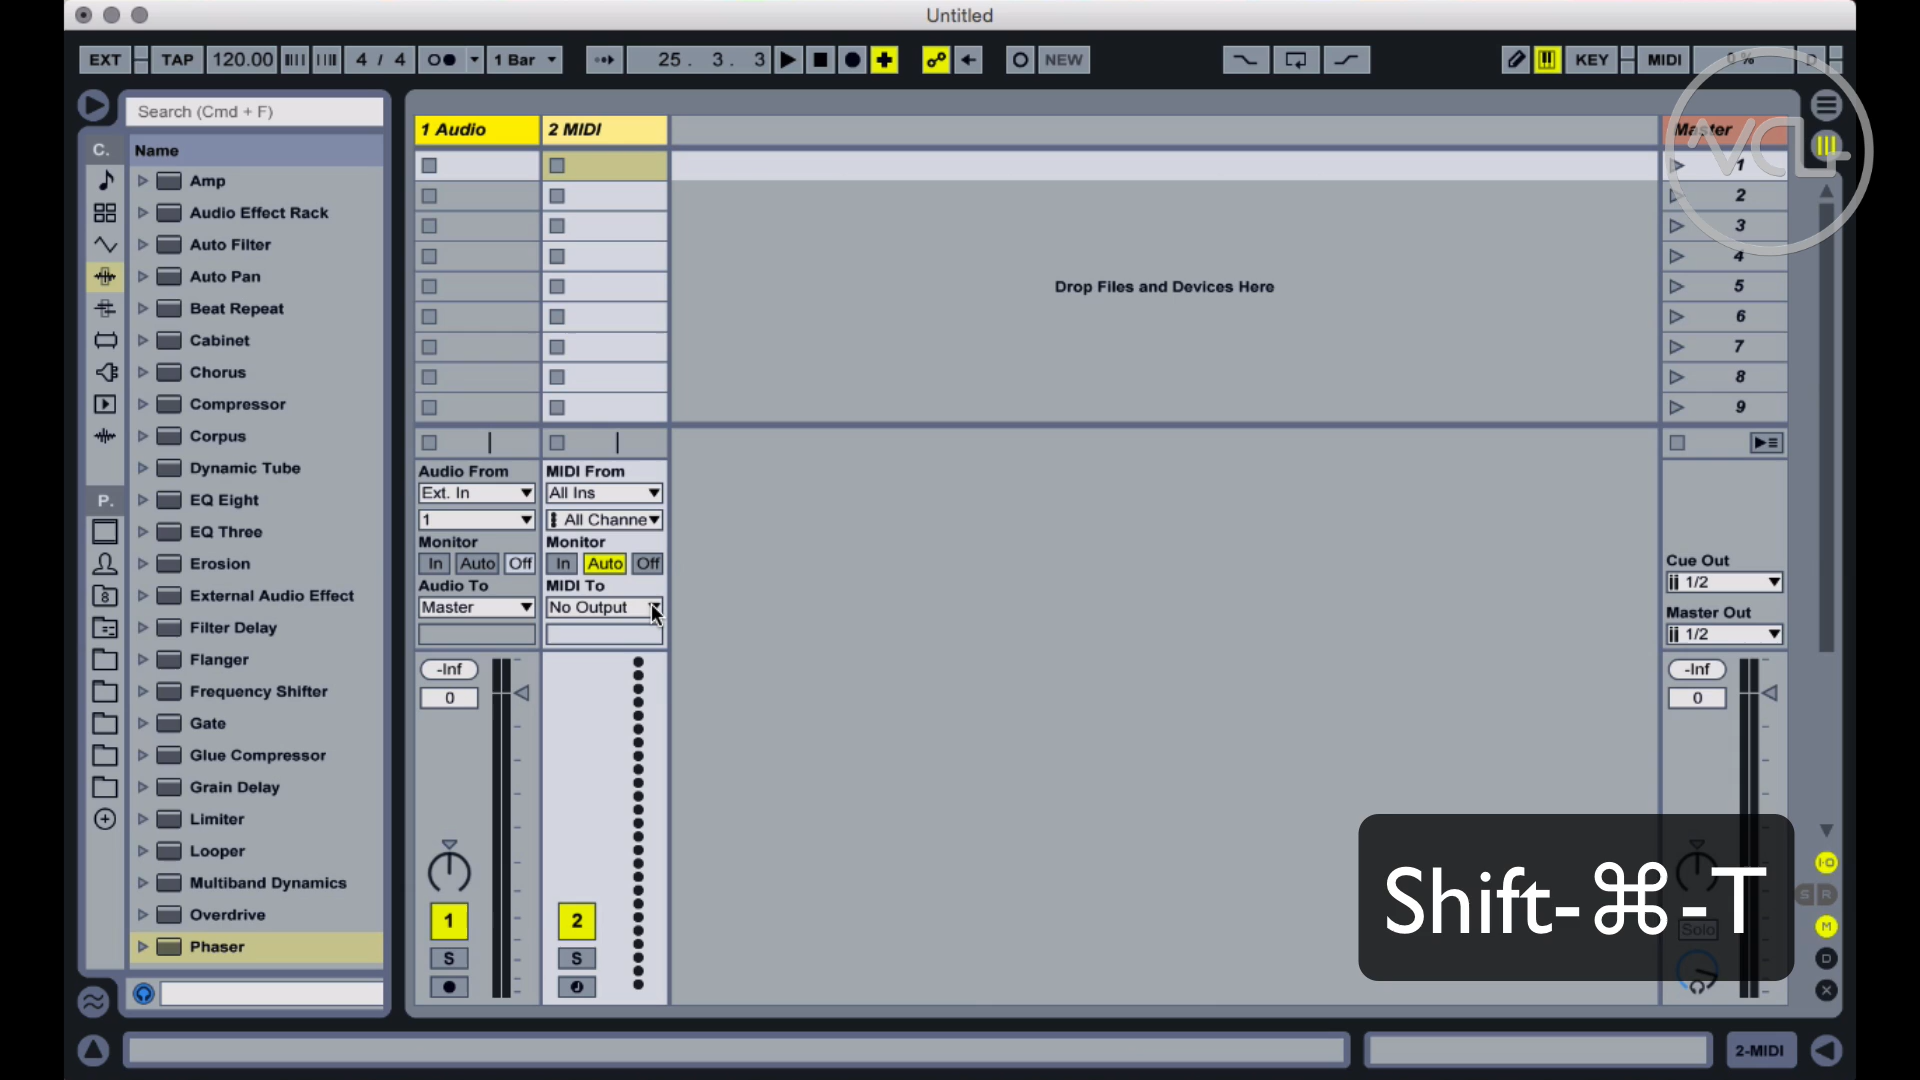 Untitled
EXT TAP 120.00 4 / 4 1 Bar 25. 3. 3 NEW KEY MIDI 0 % D
Search (Cmd + F)
C.
Name
Amp
Audio Effect Rack
Auto Filter
Auto Pan
Beat Repeat
Cabinet
Chorus
Compressor
Corpus
Dynamic Tube
P.
EQ Eight
EQ Three
Erosion
External Audio Effect
Filter Delay
Flanger
Frequency Shifter
Gate
Glue Compressor
Grain Delay
Limiter
Looper
Multiband Dynamics
Overdrive
Phaser
8
1 Audio 2 MIDI Master
VCL
Drop Files and Devices Here
1
2
3
4
5
6
7
8
9
Audio From
Ext. In
1
Monitor
In Auto Off
Audio To
Master
-Inf
0
1
S
MIDI From
All Ins
All Channe
Monitor
In Auto Off
MIDI To
No Output
2
S
Cue Out
1/2
Master Out
1/2
-Inf
0
Solo
Shift-⌘-T
I·O
S R
M
D
X
2-MIDI